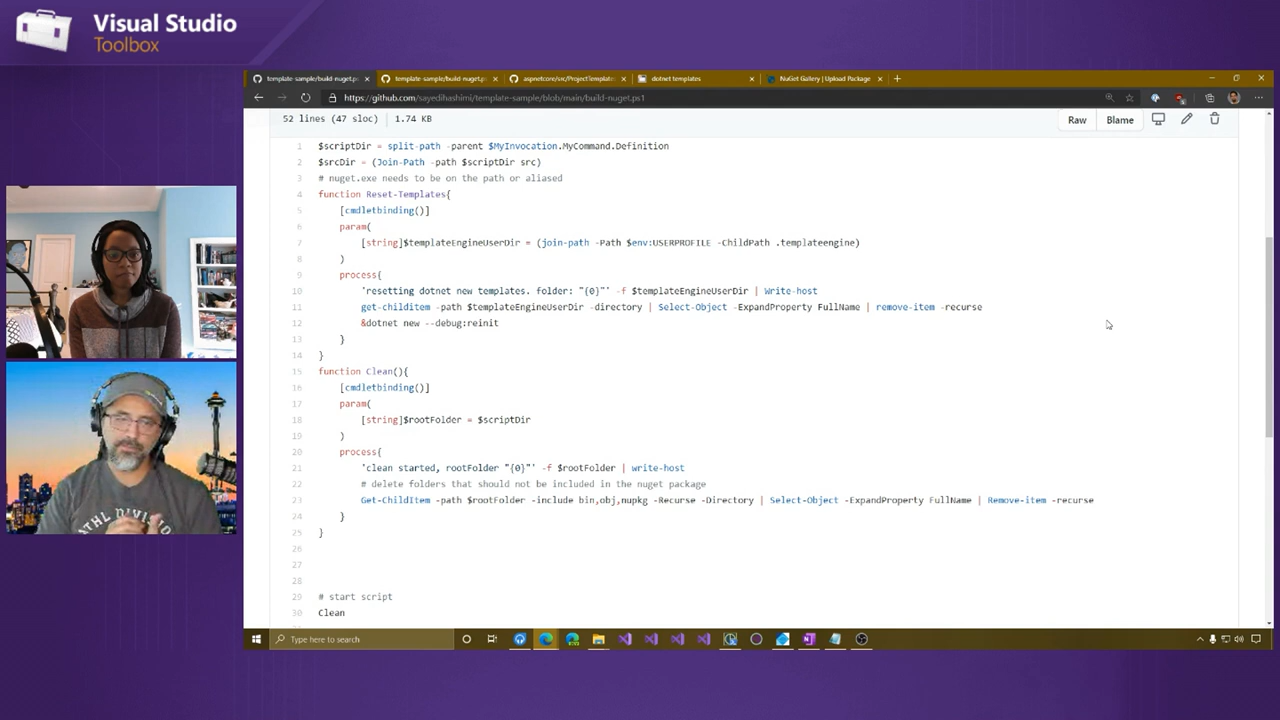 Visual Studio
Toolbox
template-sample/build-nuget.ps
template-sample/build-nuget.ps
aspnetcore/src/ProjectTemplate
dotnet templates
NuGet Gallery | Upload Package
https://github.com/sayedihashimi/template-sample/blob/main/build-nuget.ps1
52 lines (47 sloc) | 1.74 KB
Raw
Blame
1 $scriptDir = split-path -parent $MyInvocation.MyCommand.Definition
2 $srcDir = (Join-Path -path $scriptDir src)
3 # nuget.exe needs to be on the path or aliased
4 function Reset-Templates{
5 [cmdletbinding()]
6 param(
7 [string]$templateEngineUserDir = (join-path -Path $env:USERPROFILE -ChildPath .templateengine)
8 )
9 process{
10 'resetting dotnet new templates. folder: "{0}"' -f $templateEngineUserDir | Write-host
11 get-childitem -path $templateEngineUserDir -directory | Select-Object -ExpandProperty FullName | remove-item -recurse
12 &dotnet new --debug:reinit
13 }
14 }
15 function Clean(){
16 [cmdletbinding()]
17 param(
18 [string]$rootFolder = $scriptDir
19 )
20 process{
21 'clean started, rootFolder "{0}"' -f $rootFolder | write-host
22 # delete folders that should not be included in the nuget package
23 Get-ChildItem -path $rootFolder -include bin,obj,nupkg -Recurse -Directory | Select-Object -ExpandProperty FullName | Remove-item -recurse
24 }
25 }
26
27
28
29 # start script
30 Clean
Type here to search